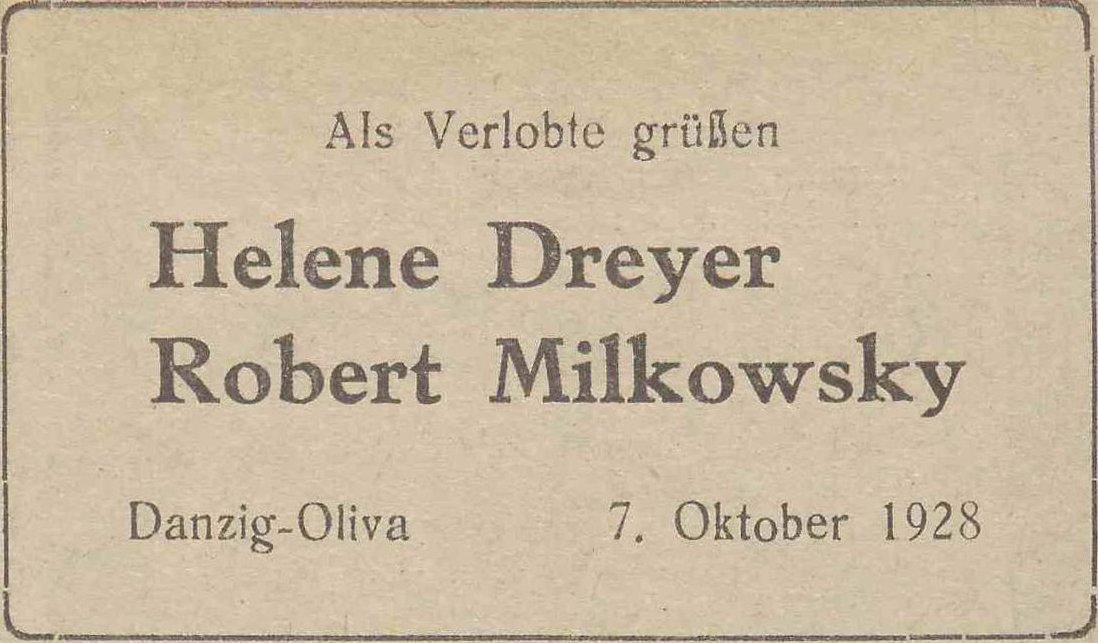 Als Verlobte grüßen
Helene Dreyer
Robert Milkowsky
Danzig-Oliva 7. Oktober 1928